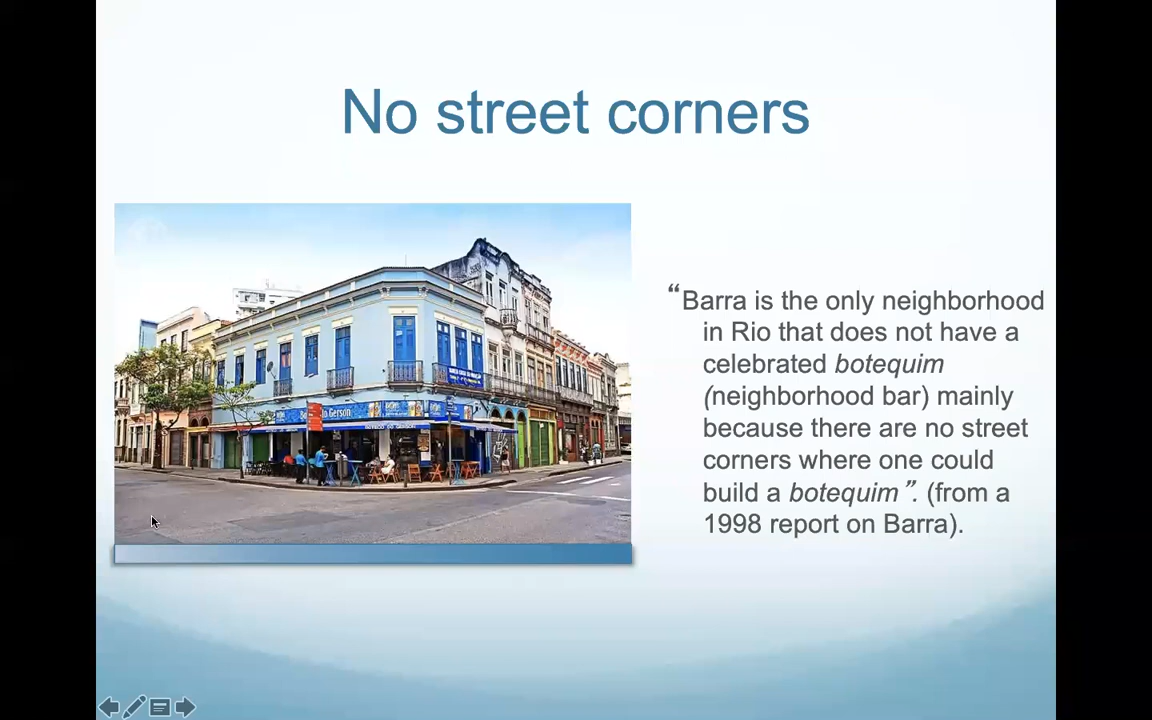 No street corners
“Barra is the only neighborhood
in Rio that does not have a
celebrated botequim
(neighborhood bar) mainly
because there are no street
corners where one could
build a botequim”. (from a
1998 report on Barra).
Gerson